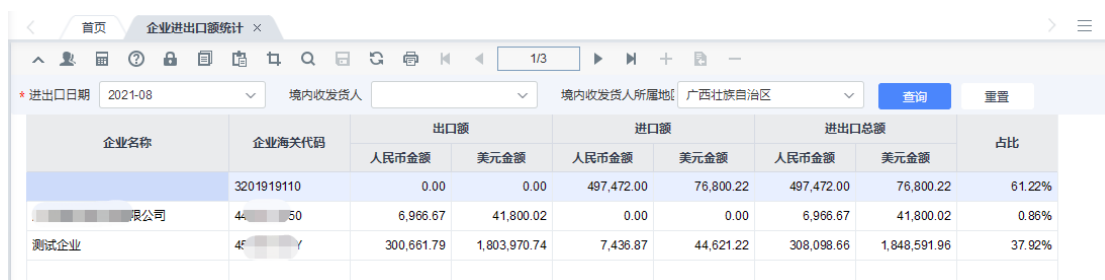 首页 企业进出口额统计 ×
1/3
* 进出口日期 2021-08 境内收发货人 境内收发货人所属地区 广西壮族自治区 查询 重置
企业名称 企业海关代码 出口额 进口额 进出口总额 占比
人民币金额 美元金额 人民币金额 美元金额 人民币金额 美元金额
3201919110 0.00 0.00 497,472.00 76,800.22 497,472.00 76,800.22 61.22%
限公司 44 50 6,966.67 41,800.02 0.00 0.00 6,966.67 41,800.02 0.86%
测试企业 45 300,661.79 1,803,970.74 7,436.87 44,621.22 308,098.66 1,848,591.96 37.92%